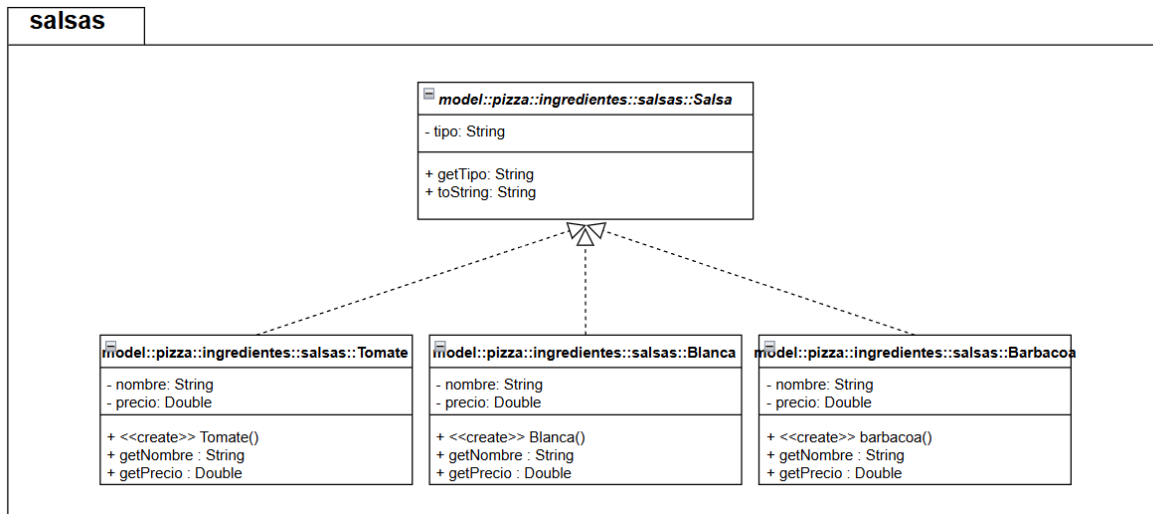 salsas
model::pizza::ingredientes::salsas::Salsa
- tipo: String
+ getTipo: String
+ toString: String
model::pizza::ingredientes::salsas::Tomate
- nombre: String
- precio: Double
+ <<create>> Tomate()
+ getNombre : String
+ getPrecio : Double
model::pizza::ingredientes::salsas::Blanca
- nombre: String
- precio: Double
+ <<create>> Blanca()
+ getNombre : String
+ getPrecio : Double
model::pizza::ingredientes::salsas::Barbacoa
- nombre: String
- precio: Double
+ <<create>> barbacoa()
+ getNombre : String
+ getPrecio : Double